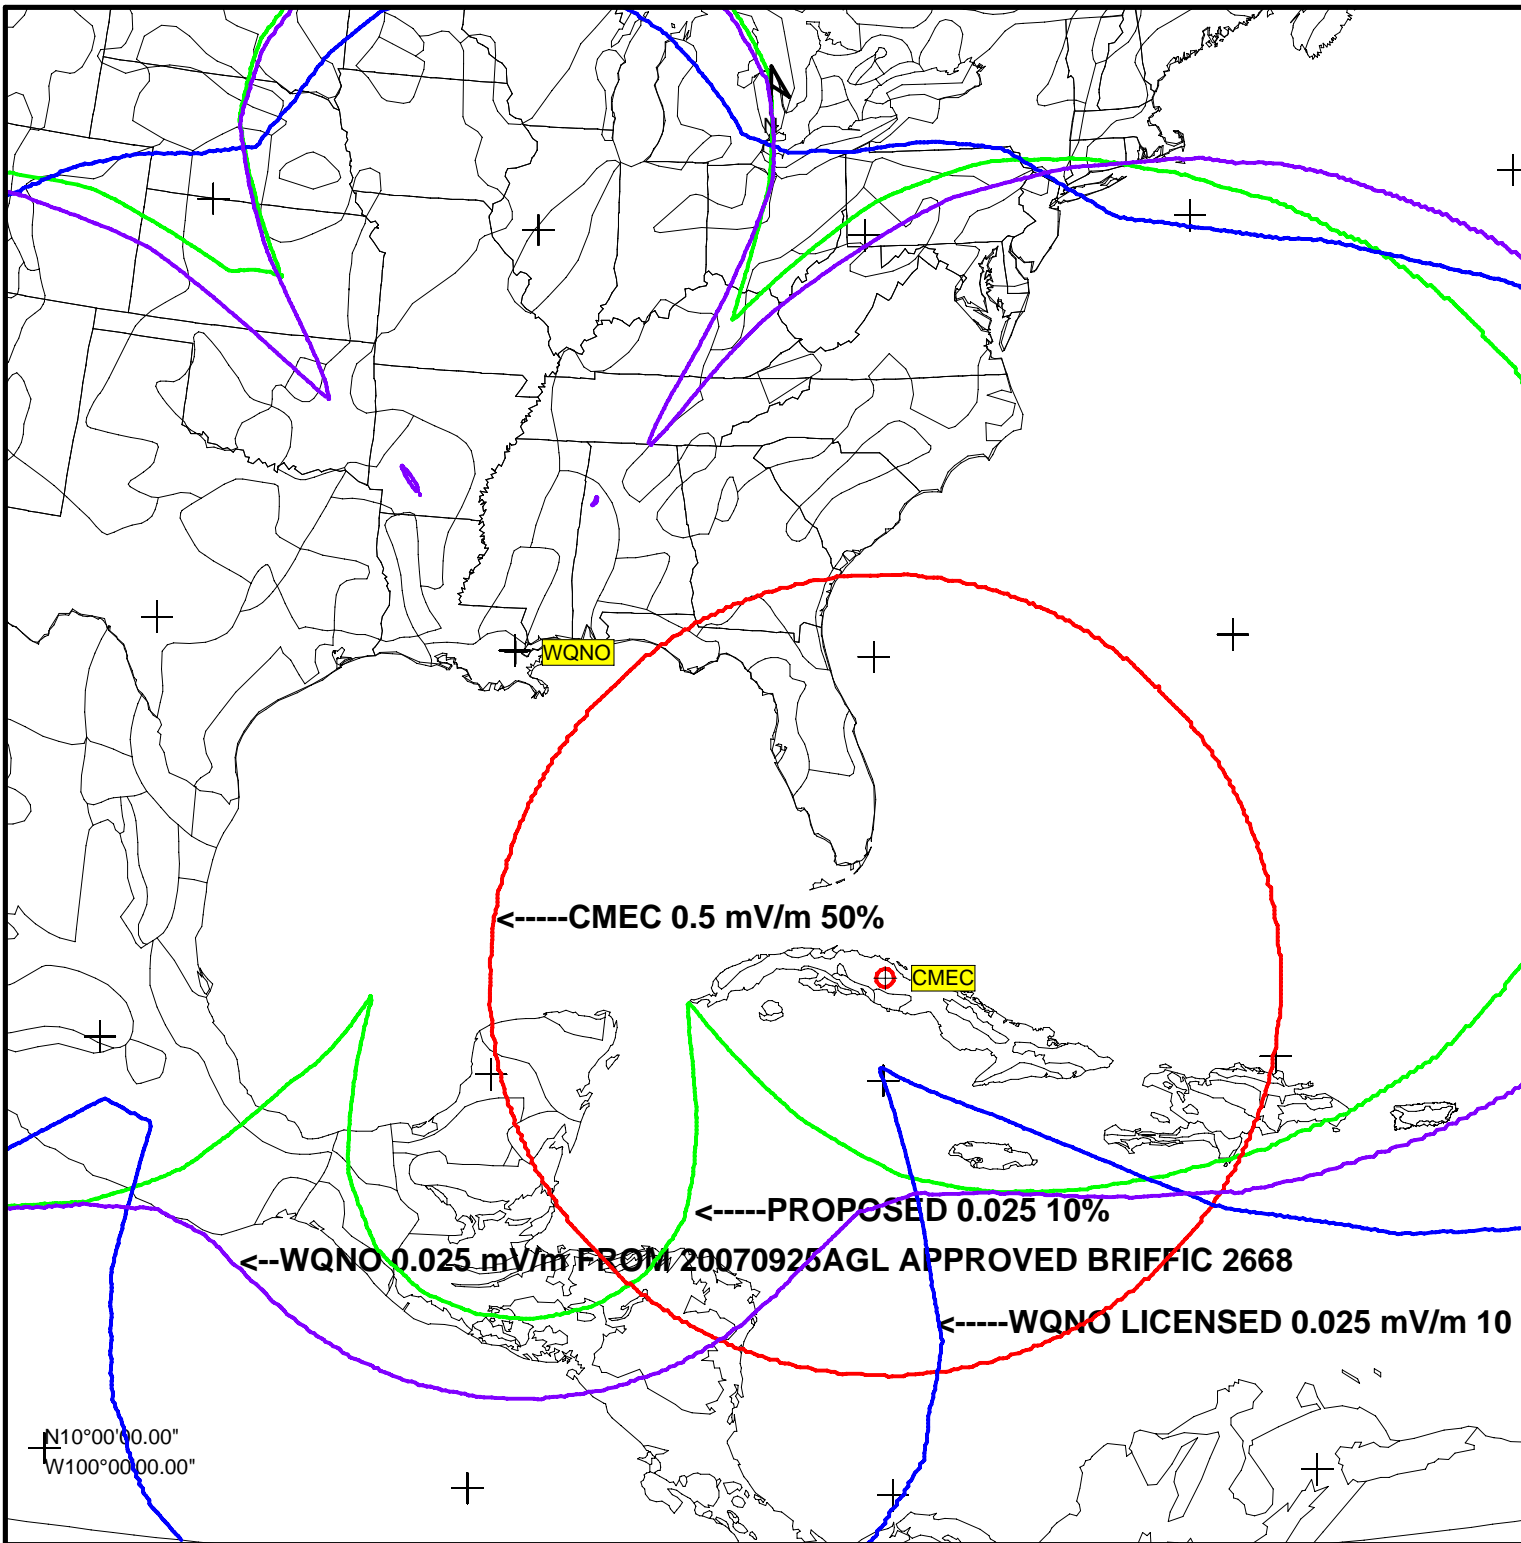 N
WQNO
<-----CMEC 0.5 mV/m 50%
CMEC
<-----PROPOSED 0.025 10%
<--WQNO 0.025 mV/m FROM 20070925AGL APPROVED BRIFFIC 2668
<-----WQNO LICENSED 0.025 mV/m 10
N10°00'00.00"
W100°00'00.00"